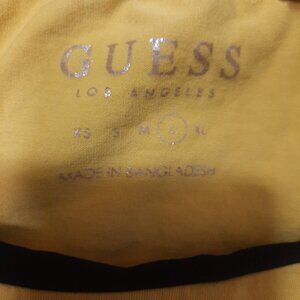 GUESS
LOS ANGELES
XS S M L XL
MADE IN BANGLADESH